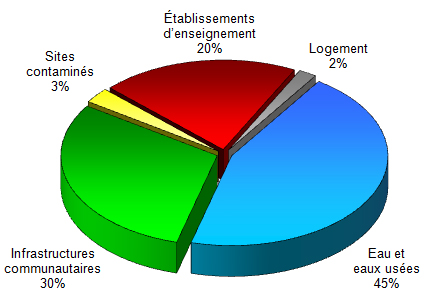 Établissements
d'enseignement
20%
Logement
2%
Sites
contaminés
3%
Infrastructures
communautaires
30%
Eau et
eaux usées
45%